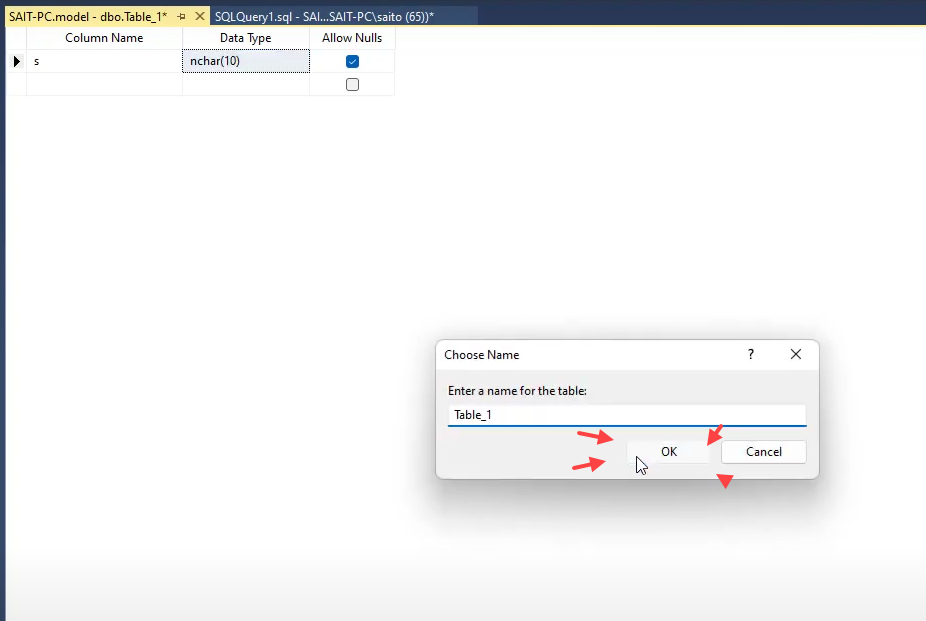 SAIT-PC.model - dbo.Table_1* SQLQuery1.sql - SAI...SAIT-PC\saito (65))*
Column Name Data Type Allow Nulls
s nchar(10)
Choose Name ?
Enter a name for the table:
Table_1
OK Cancel